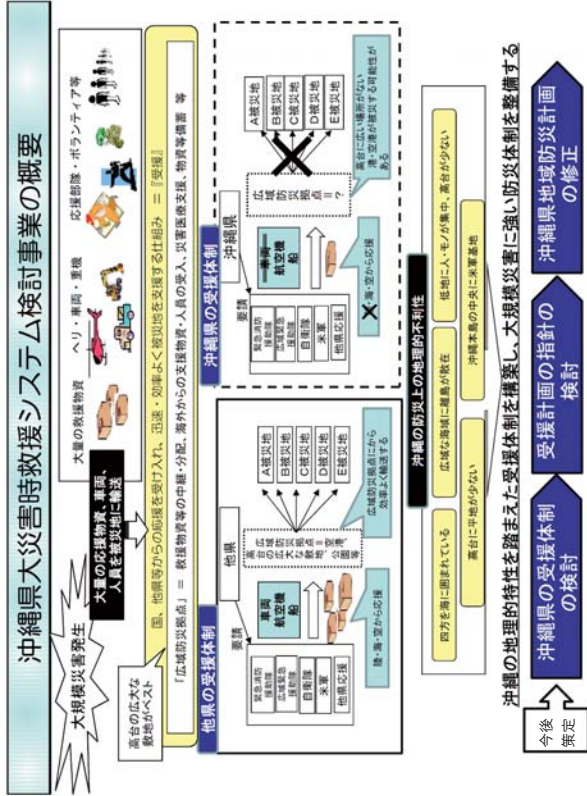 沖縄県大災害時救援システム検討事業の概要
大規模災害発生
大量の応援物資、車両、
人員を被災地に輸送
大量の救援物資
ヘリ・車両・重機
応援部隊・ボランティア等
高台の広大な
敷地がベスト
国、他県等からの応援を受け入れ、迅速・効率よく被災地を支援する仕組み ＝『受援』
『広域防災拠点』＝ 救援物資等の中継・分配、海外からの支援物資・人員の受入、災害医療支援、物資等備蓄 等
他県の受援体制
他県
要請
緊急消防
援助隊
広域緊急
援助隊
自衛隊
米軍
他県応援
車両
航空機
船
陸・海・空から応援
広域防災拠点＝空港、
高台の広大な敷地、公園等
A被災地
B被災地
C被災地
D被災地
E被災地
広域防災拠点にから
効率よく輸送する
沖縄県の受援体制
沖縄県
要請
緊急消防
援助隊
広域緊急
援助隊
自衛隊
米軍
他県応援
車両
航空機
船
海・空から応援
広域防災拠点＝？
A被災地
B被災地
C被災地
D被災地
E被災地
高台に広い場所がない
港・空港が被災する可能性が
ある
沖縄の防災上の地理的不利性
四方を海に囲まれている
広域な海域に離島が散在
低地に人・モノが集中、高台が少ない
高台に平地が少ない
沖縄本島の中央に米軍基地
沖縄の地理的特性を踏まえた受援体制を構築し、大規模災害に強い防災体制を整備する
今後
策定
沖縄県の受援体制
の検討
受援計画の指針の
検討
沖縄県地域防災計画
の修正